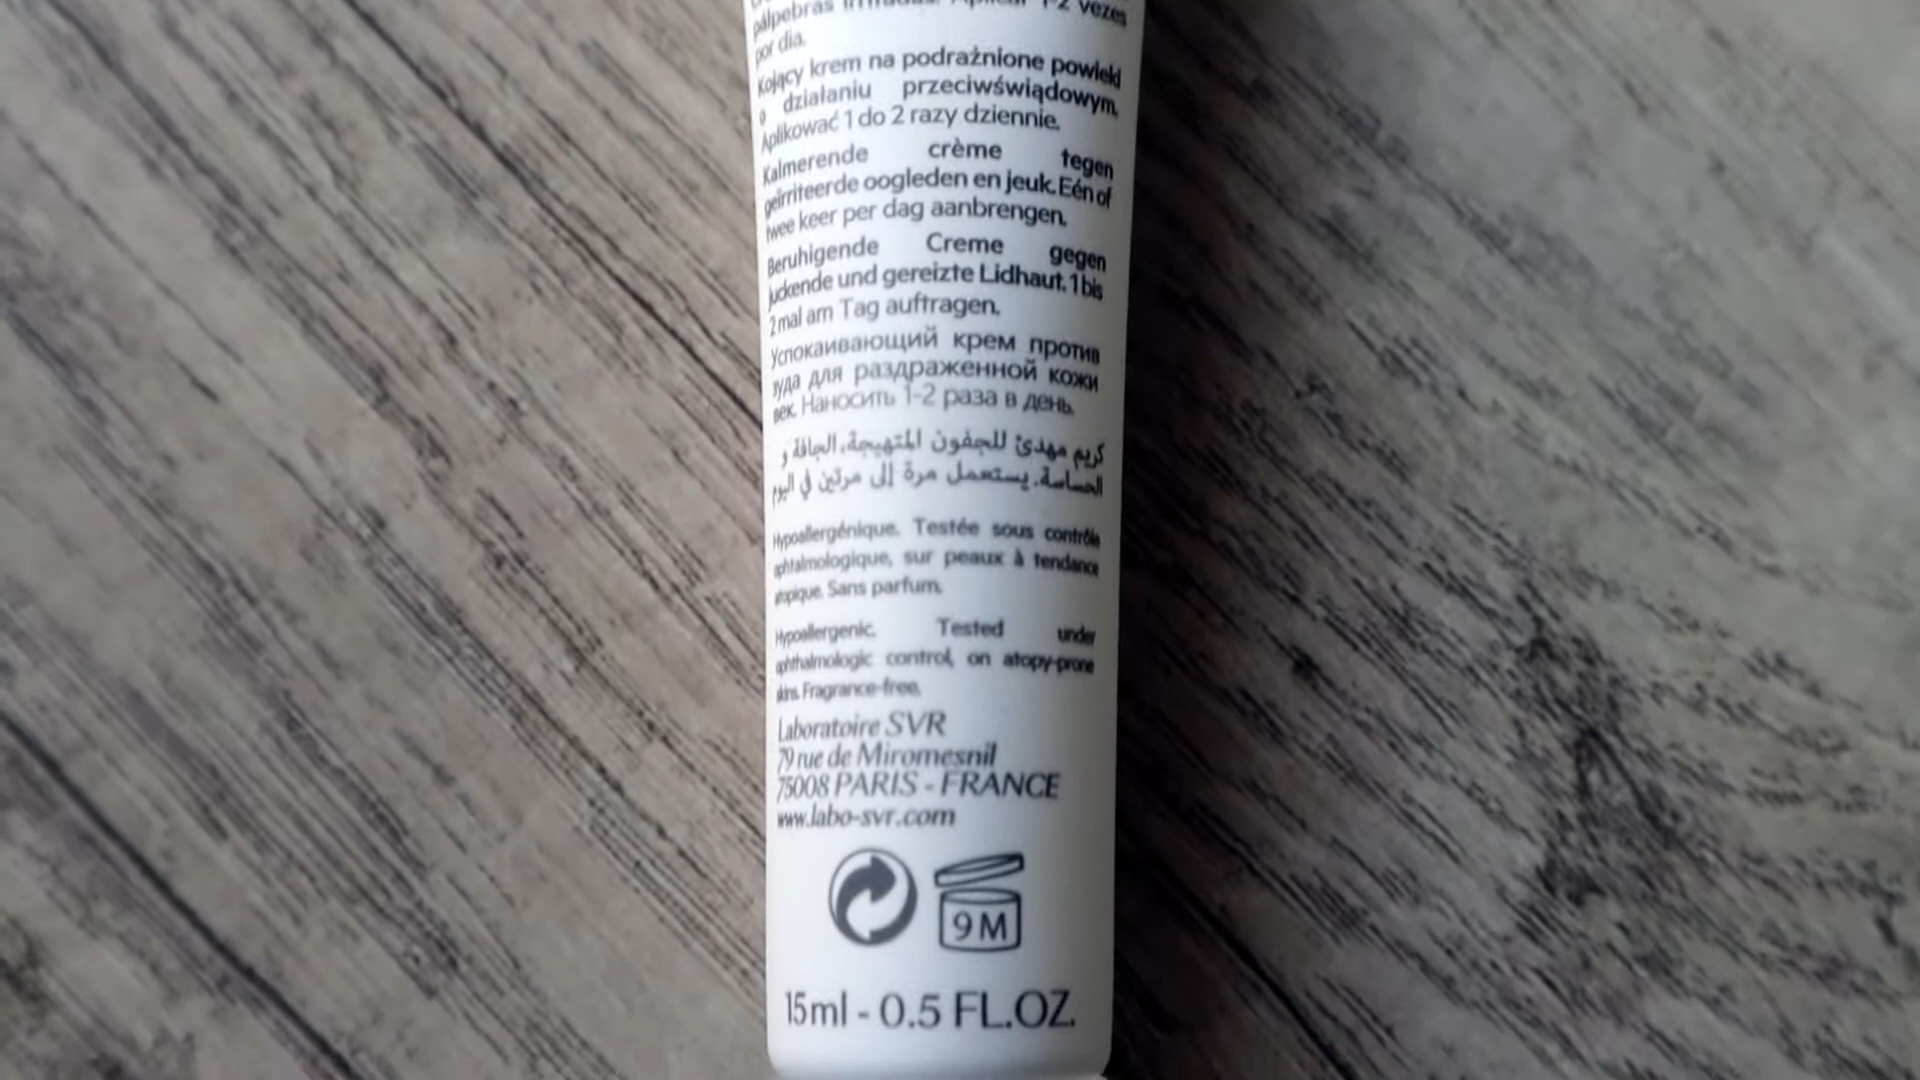 pálpebras irritadas. Aplicar 1-2 vezes
por dia.
Kojący krem na podrażnione powieki
o działaniu przeciwświądowym.
Aplikować 1 do 2 razy dziennie.
Kalmerende crème tegen
geïrriteerde oogleden en jeuk. Eén of
twee keer per dag aanbrengen.
Beruhigende Creme gegen
juckende und gereizte Lidhaut. 1 bis
2 mal am Tag auftragen.
Успокаивающий крем против
зуда для раздраженной кожи
век. Наносить 1-2 раза в день.
كريم مهدئ للجفون المتهيجة، الجافة و
الحساسة. يستعمل مرة إلى مرتين في اليوم
Hypoallergénique. Testée sous contrôle
ophtalmologique, sur peaux à tendance
atopique. Sans parfum.
Hypoallergenic. Tested under
ophthalmologic control, on atopy-prone
skins. Fragrance-free.
Laboratoire SVR
79 rue de Miromesnil
75008 PARIS - FRANCE
www.labo-svr.com
9 M
15 ml - 0.5 FL.OZ.